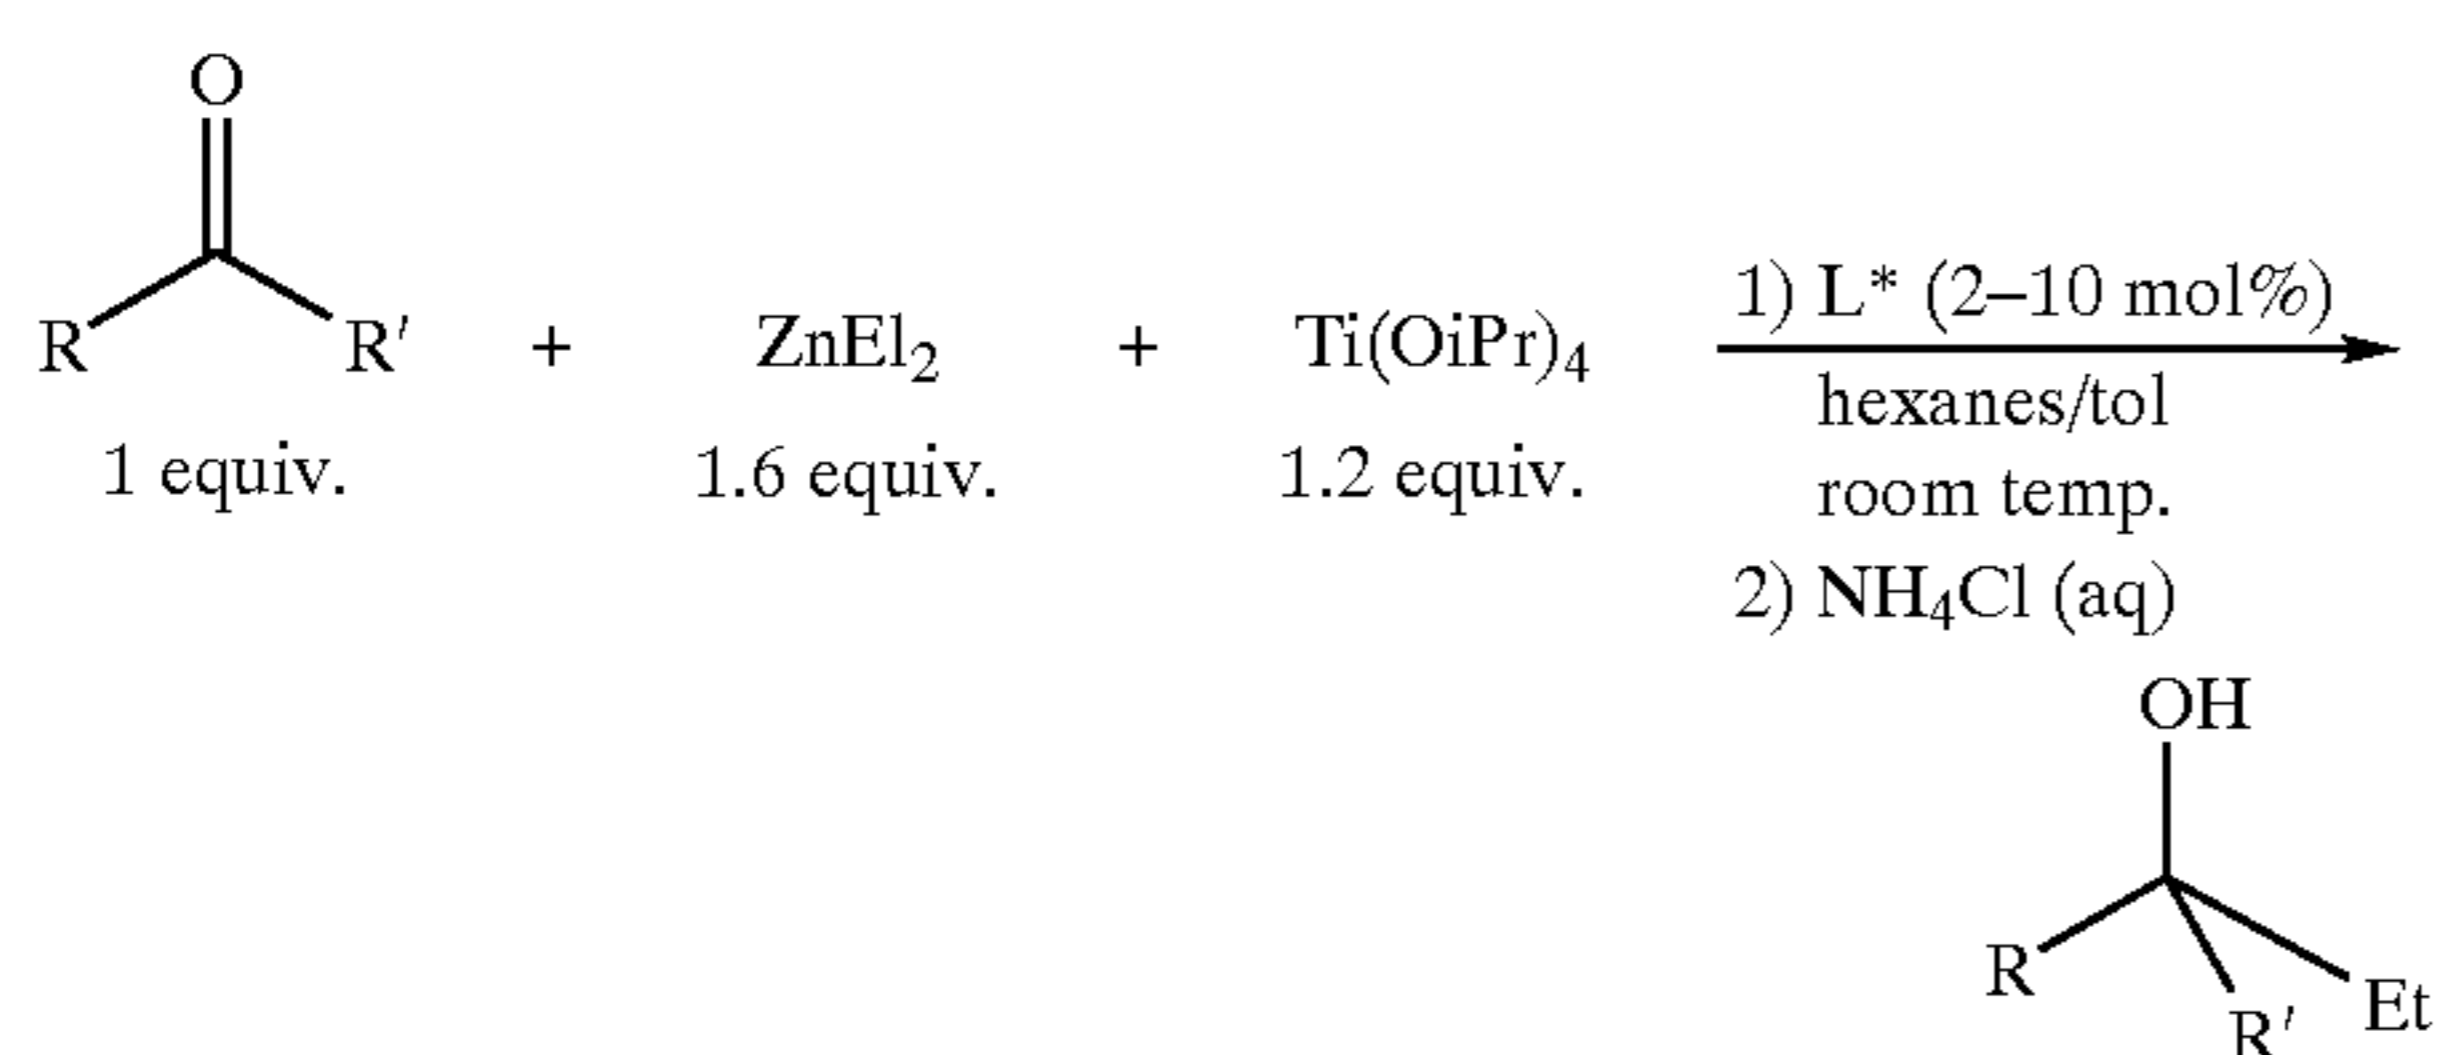 O
R R' + ZnEl₂ + Ti(OiPr)₄
1 equiv. 1.6 equiv. 1.2 equiv.
1) L* (2–10 mol%)
hexanes/tol
room temp.
2) NH₄Cl (aq)
OH
R R' Et